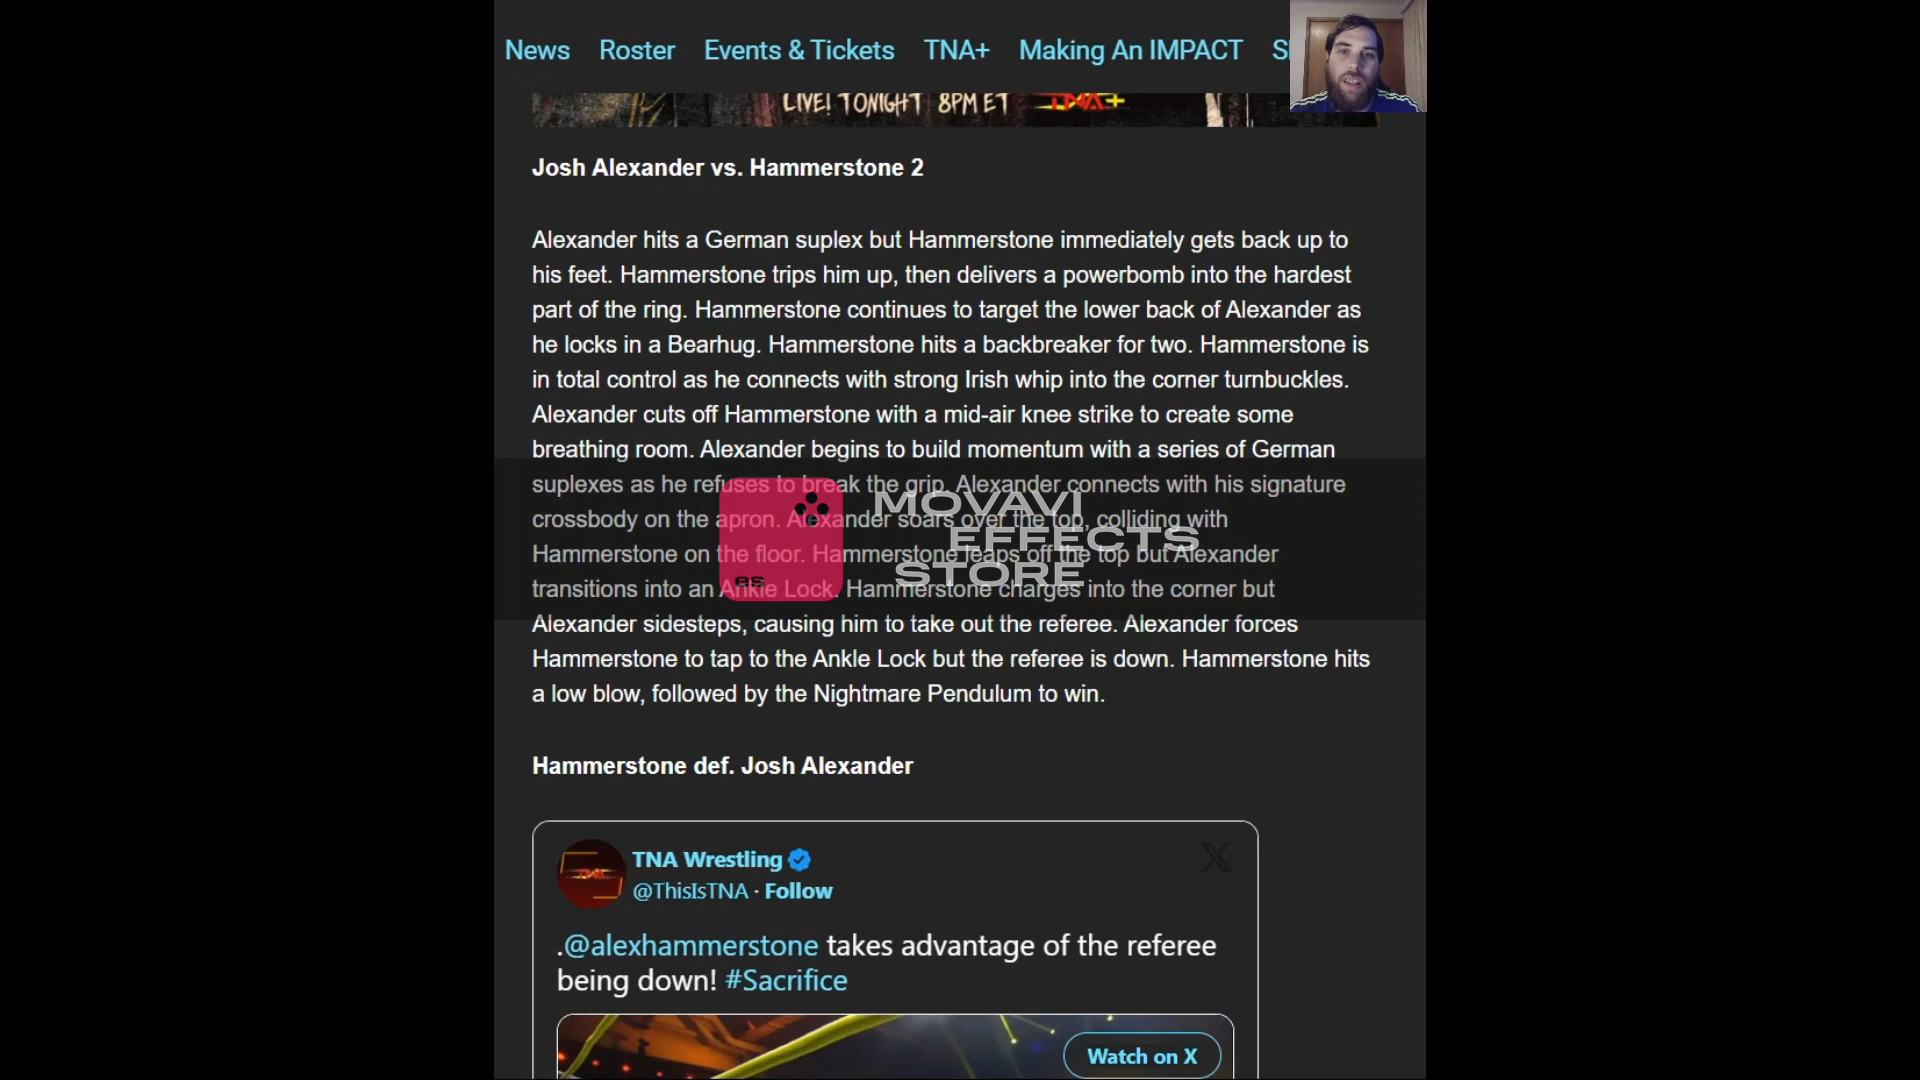 News Roster Events & Tickets TNA+ Making An IMPACT
LIVE! TONIGHT 8PM ET TNA+
Josh Alexander vs. Hammerstone 2
Alexander hits a German suplex but Hammerstone immediately gets back up to
his feet. Hammerstone trips him up, then delivers a powerbomb into the hardest
part of the ring. Hammerstone continues to target the lower back of Alexander as
he locks in a Bearhug. Hammerstone hits a backbreaker for two. Hammerstone is
in total control as he connects with strong Irish whip into the corner turnbuckles.
Alexander cuts off Hammerstone with a mid-air knee strike to create some
breathing room. Alexander begins to build momentum with a series of German
suplexes as he refuses to break the grip. Alexander connects with his signature
crossbody on the apron. Alexander soars over the top, colliding with
Hammerstone on the floor. Hammerstone leaps off the top but Alexander
transitions into an Ankle Lock. Hammerstone charges into the corner but
Alexander sidesteps, causing him to take out the referee. Alexander forces
Hammerstone to tap to the Ankle Lock but the referee is down. Hammerstone hits
a low blow, followed by the Nightmare Pendulum to win.
es
MOVAVI
EFFECTS
STORE
Hammerstone def. Josh Alexander
TNA Wrestling
@ThisIsTNA · Follow
.@alexhammerstone takes advantage of the referee
being down! #Sacrifice
Watch on X